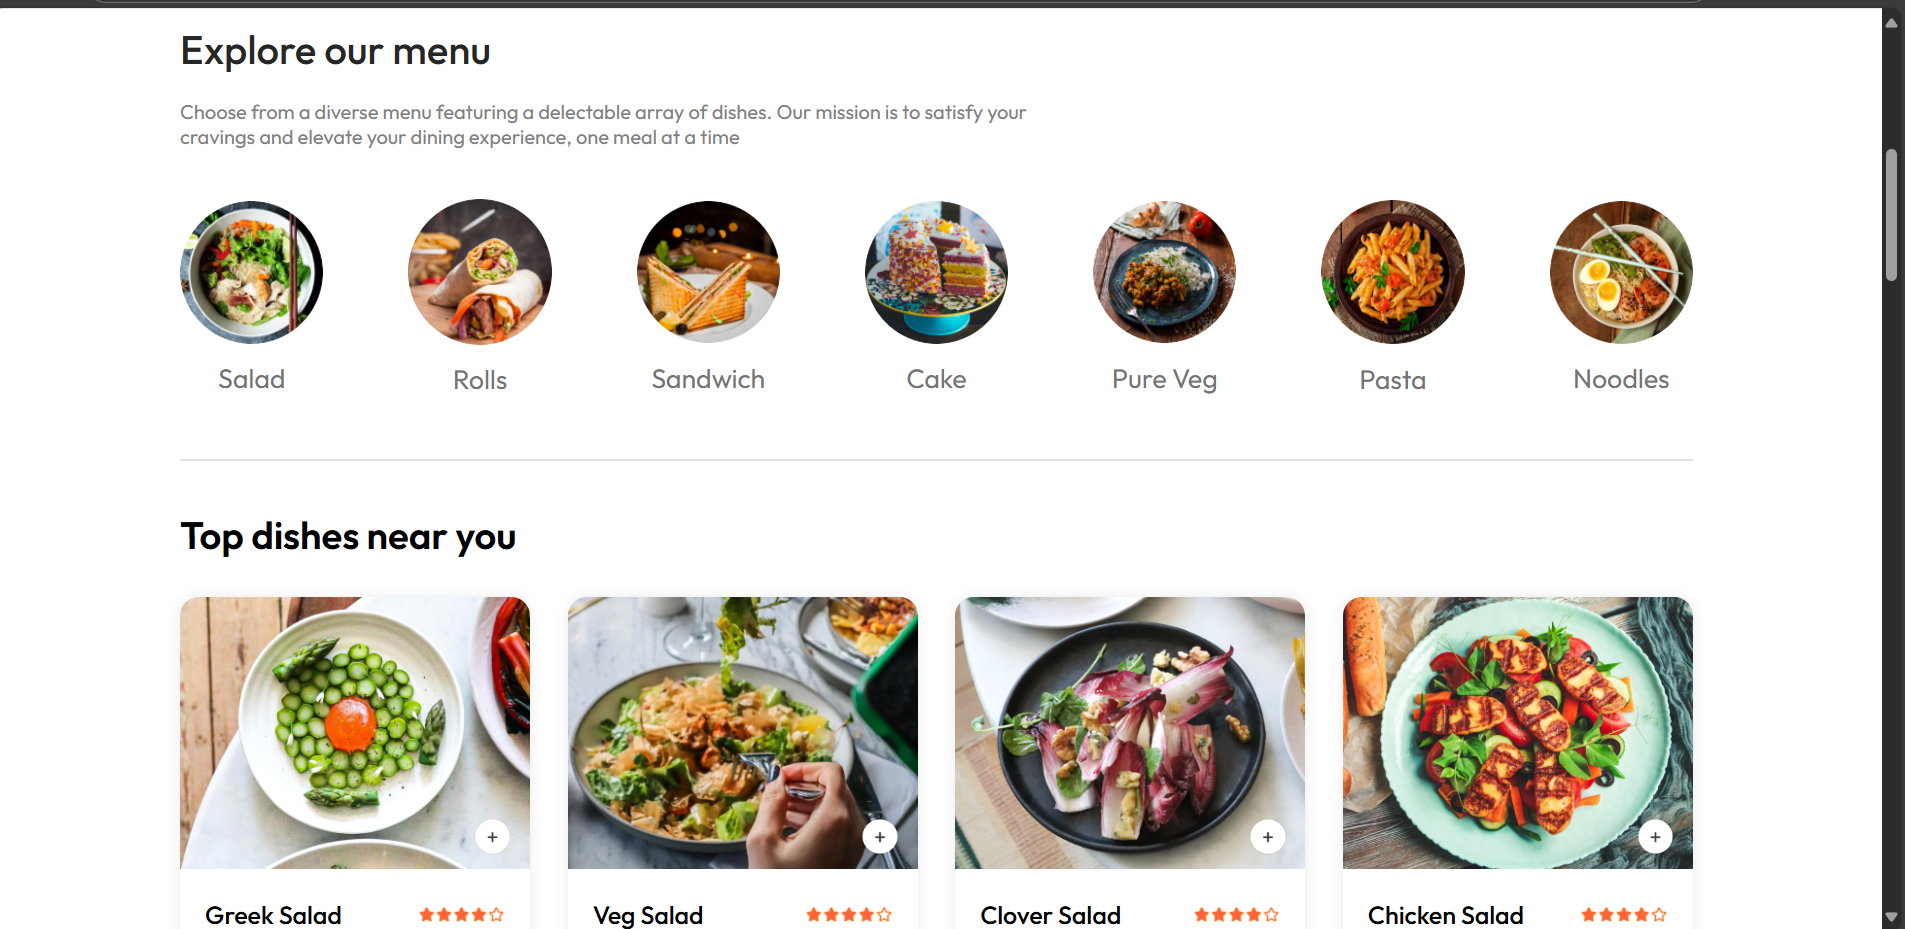 Explore our menu
Choose from a diverse menu featuring a delectable array of dishes. Our mission is to satisfy your
cravings and elevate your dining experience, one meal at a time
Salad
Rolls
Sandwich
Cake
Pure Veg
Pasta
Noodles
Top dishes near you
+
+
+
+
Greek Salad
Veg Salad
Clover Salad
Chicken Salad